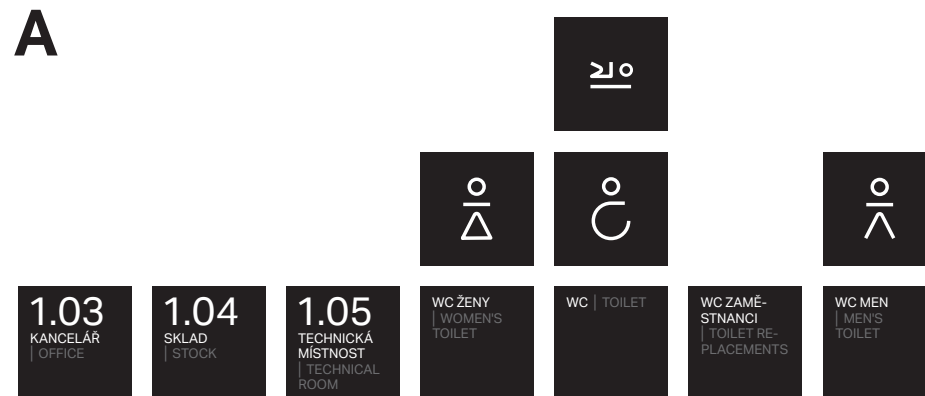 A
1.03
KANCELÁŘ
| OFFICE
1.04
SKLAD
| STOCK
1.05
TECHNICKÁ
MÍSTNOST
| TECHNICAL
ROOM
WC ŽENY
| WOMEN'S
TOILET
WC | TOILET
WC ZAMĚ-
STNANCI
| TOILET RE-
PLACEMENTS
WC MEN
| MEN'S
TOILET